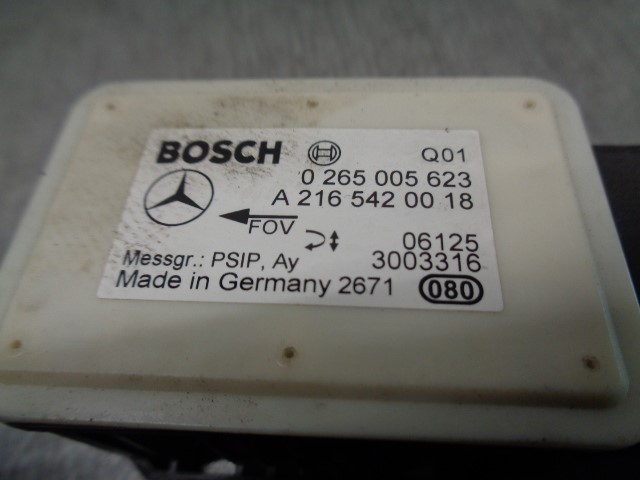 BOSCH Q01
0 265 005 623
A 216 542 00 18
FOV
06125
Messgr.: PSIP, Ay 3003316
Made in Germany 2671 080